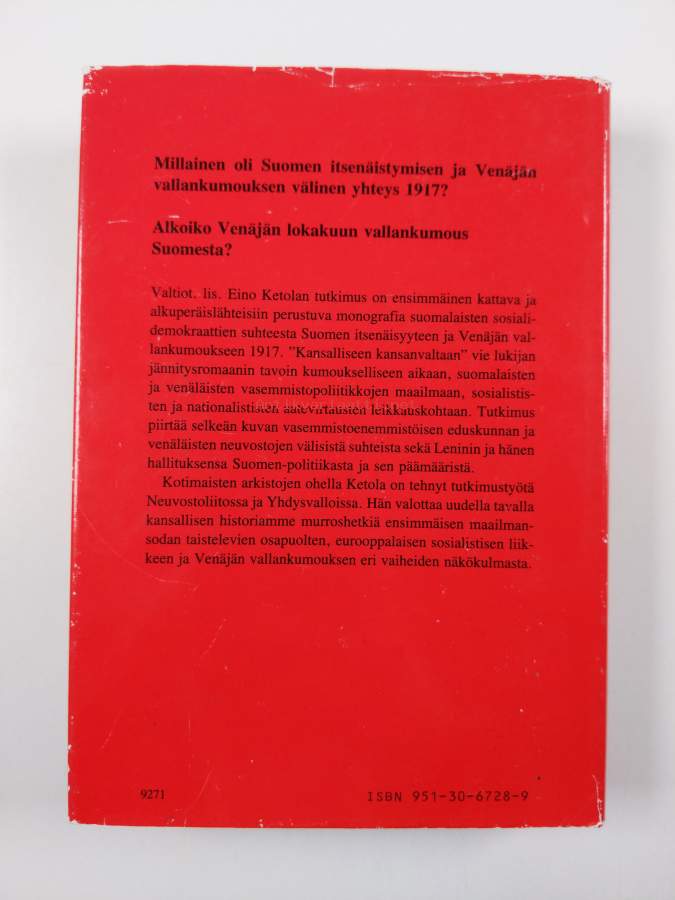 Millainen oli Suomen itsenäistymisen ja Venäjän
vallankumouksen välinen yhteys 1917?
Alkoiko Venäjän lokakuun vallankumous
Suomesta?
Valtiot. lis. Eino Ketolan tutkimus on ensimmäinen kattava ja
alkuperäislähteisiin perustuva monografia suomalaisten sosiali-
demokraattien suhteesta Suomen itsenäisyyteen ja Venäjän val-
lankumoukseen 1917. ”Kansalliseen kansanvaltaan” vie lukijan
jännitysromaanin tavoin kumoukselliseen aikaan, suomalaisten
ja venäläisten vasemmistopoliitikkojen maailmaan, sosialistis-
ten ja nationalististen aatevirtausten leikkauskohtaan. Tutkimus
piirtää selkeän kuvan vasemmistoenemmistöisen eduskunnan ja
venäläisten neuvostojen välisistä suhteista sekä Leninin ja hänen
hallituksensa Suomen-politiikasta ja sen päämääristä.
Kotimaisten arkistojen ohella Ketola on tehnyt tutkimustyötä
Neuvostoliitossa ja Yhdysvalloissa. Hän valottaa uudella tavalla
kansallisen historiamme murroshetkiä ensimmäisen maailman-
sodan taistelevien osapuolten, eurooppalaisen sosialistisen liik-
keen ja Venäjän vallankumouksen eri vaiheiden näkökulmasta.
9271
ISBN 951-30-6728-9